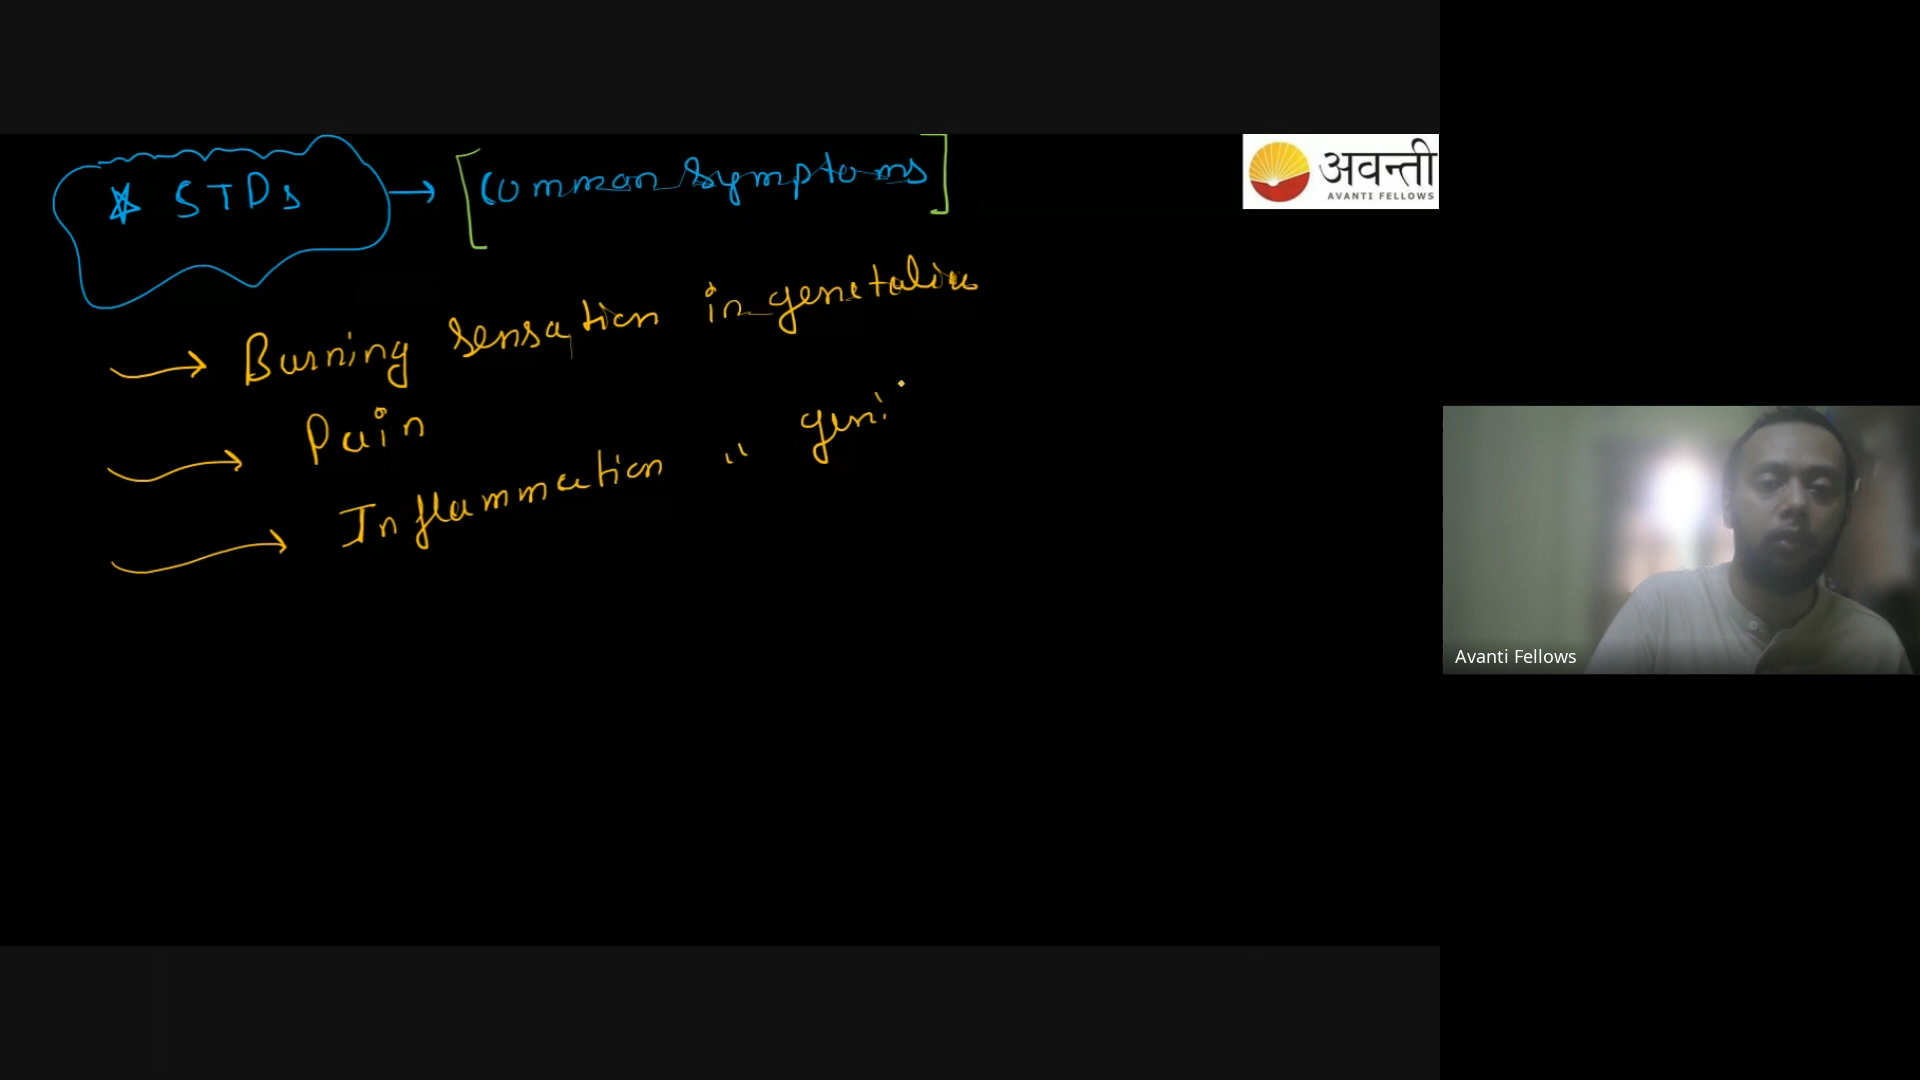 STDs → [Common Symptoms]
अवन्ती
AVANTI FELLOWS
→ Burning sensation in genetalia
→ Pain
→ Inflammation " geni
Avanti Fellows